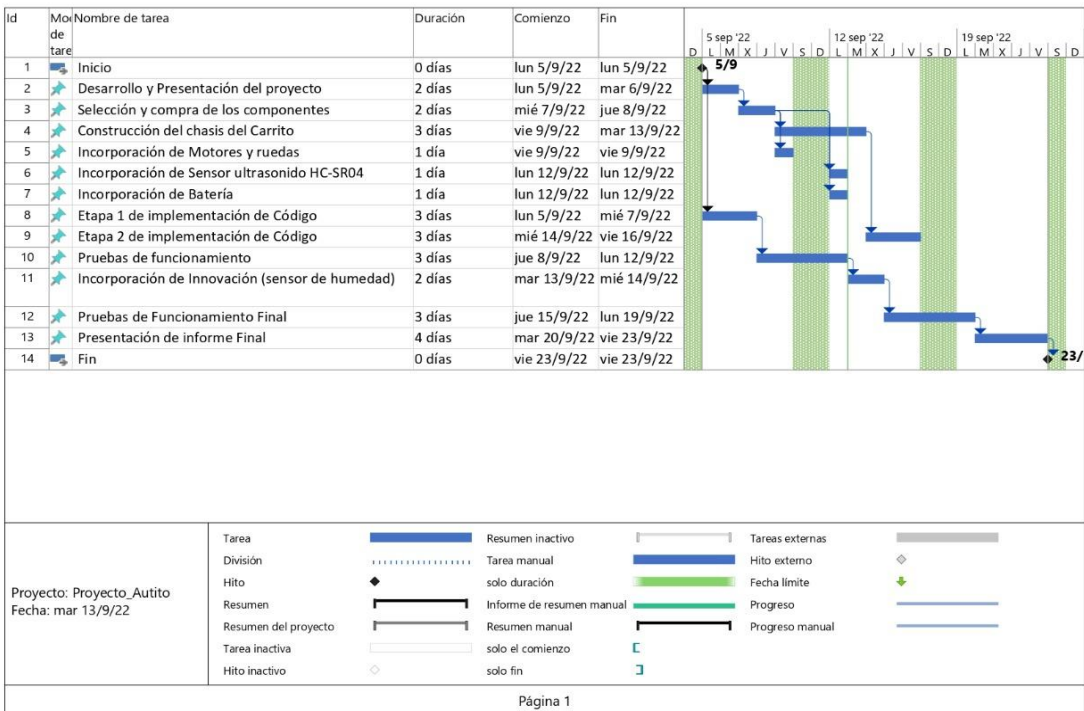 Id Mod Nombre de tarea Duración Comienzo Fin
de
tare
5 sep '22 12 sep '22 19 sep '22
D L M X J V S D L M X J V S D L M X J V S D
1 Inicio 0 días lun 5/9/22 lun 5/9/22 5/9
2 Desarrollo y Presentación del proyecto 2 días lun 5/9/22 mar 6/9/22
3 Selección y compra de los componentes 2 días mié 7/9/22 jue 8/9/22
4 Construcción del chasis del Carrito 3 días vie 9/9/22 mar 13/9/22
5 Incorporación de Motores y ruedas 1 día vie 9/9/22 vie 9/9/22
6 Incorporación de Sensor ultrasonido HC-SR04 1 día lun 12/9/22 lun 12/9/22
7 Incorporación de Batería 1 día lun 12/9/22 lun 12/9/22
8 Etapa 1 de implementación de Código 3 días lun 5/9/22 mié 7/9/22
9 Etapa 2 de implementación de Código 3 días mié 14/9/22 vie 16/9/22
10 Pruebas de funcionamiento 3 días jue 8/9/22 lun 12/9/22
11 Incorporación de Innovación (sensor de humedad) 2 días mar 13/9/22 mié 14/9/22
12 Pruebas de Funcionamiento Final 3 días jue 15/9/22 lun 19/9/22
13 Presentación de informe Final 4 días mar 20/9/22 vie 23/9/22
14 Fin 0 días vie 23/9/22 vie 23/9/22 23/
Proyecto: Proyecto_Autito
Fecha: mar 13/9/22
Tarea Resumen inactivo Tareas externas
División Tarea manual Hito externo
Hito solo duración Fecha límite
Resumen Informe de resumen manual Progreso
Resumen del proyecto Resumen manual Progreso manual
Tarea inactiva solo el comienzo
Hito inactivo solo fin
Página 1